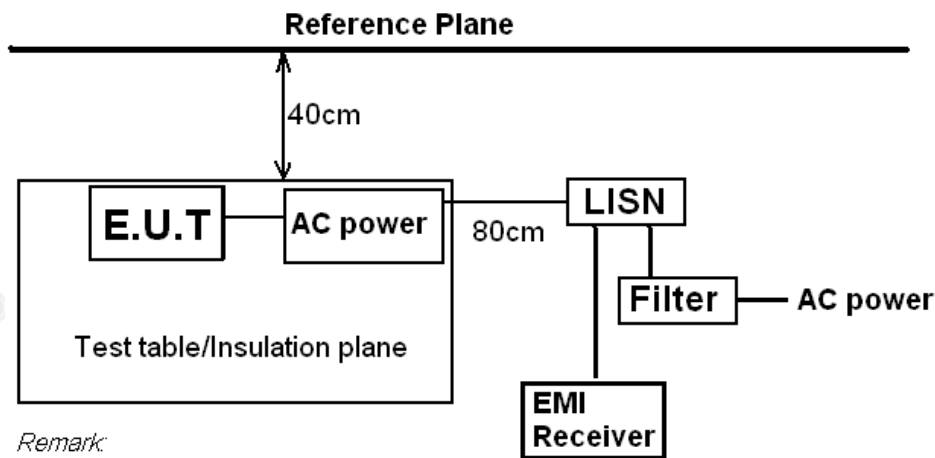 Reference Plane
40cm
E.U.T
AC power
80cm
LISN
Filter
AC power
Test table/Insulation plane
EMI
Receiver
Remark: